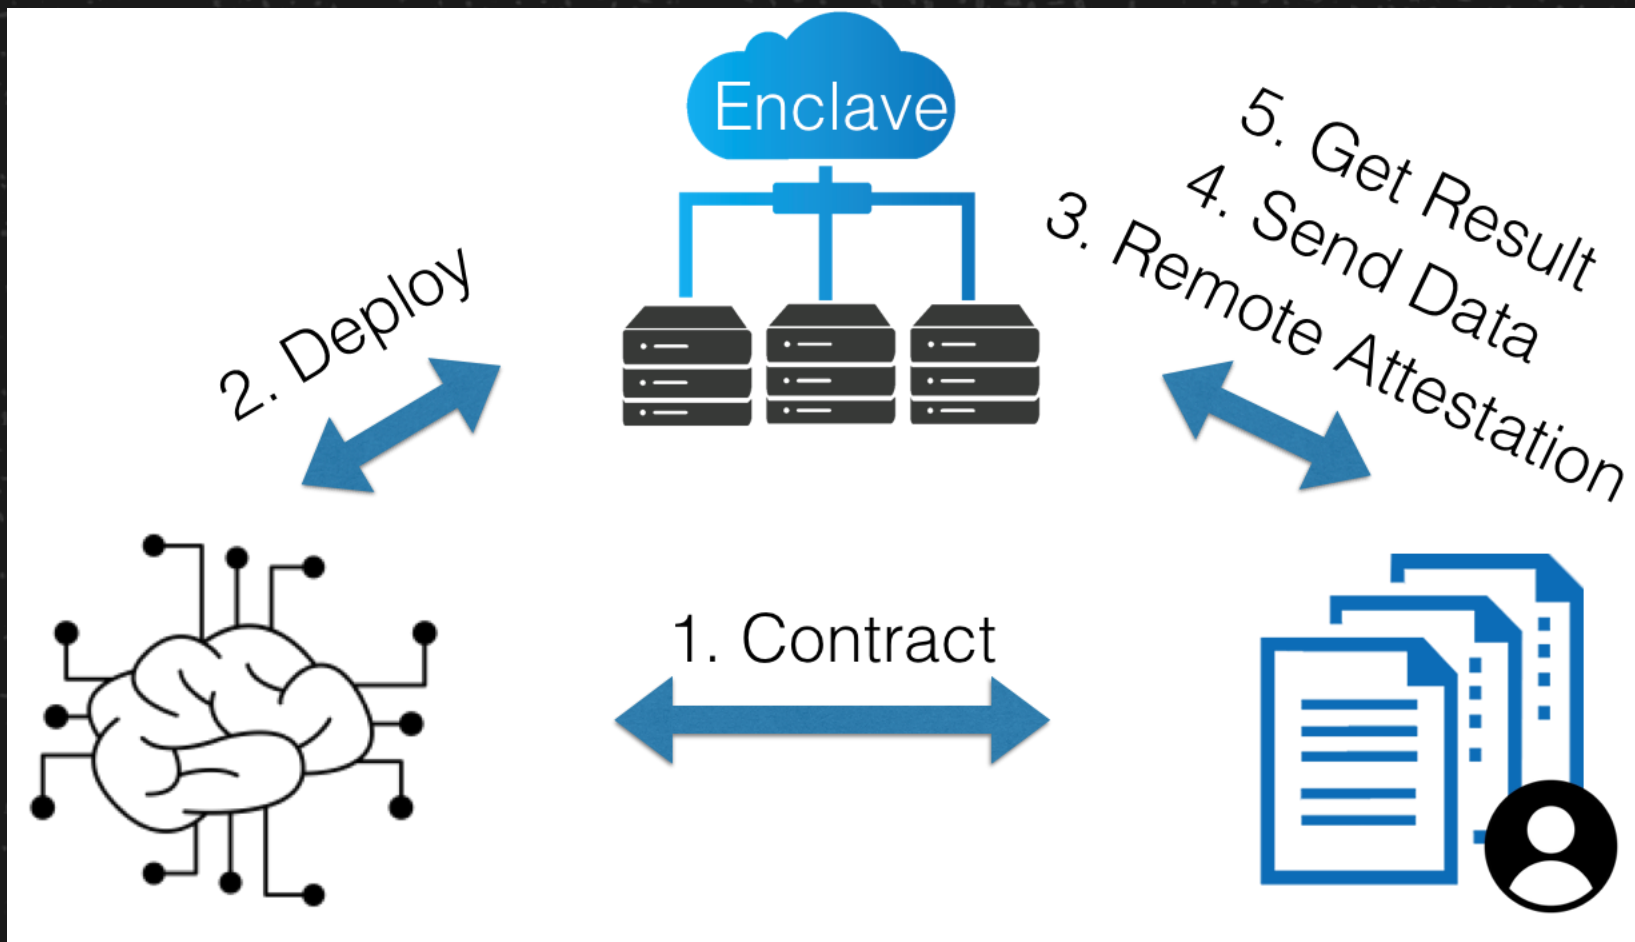 Enclave
5. Get Result
4. Send Data
3. Remote Attestation
2. Deploy
1. Contract